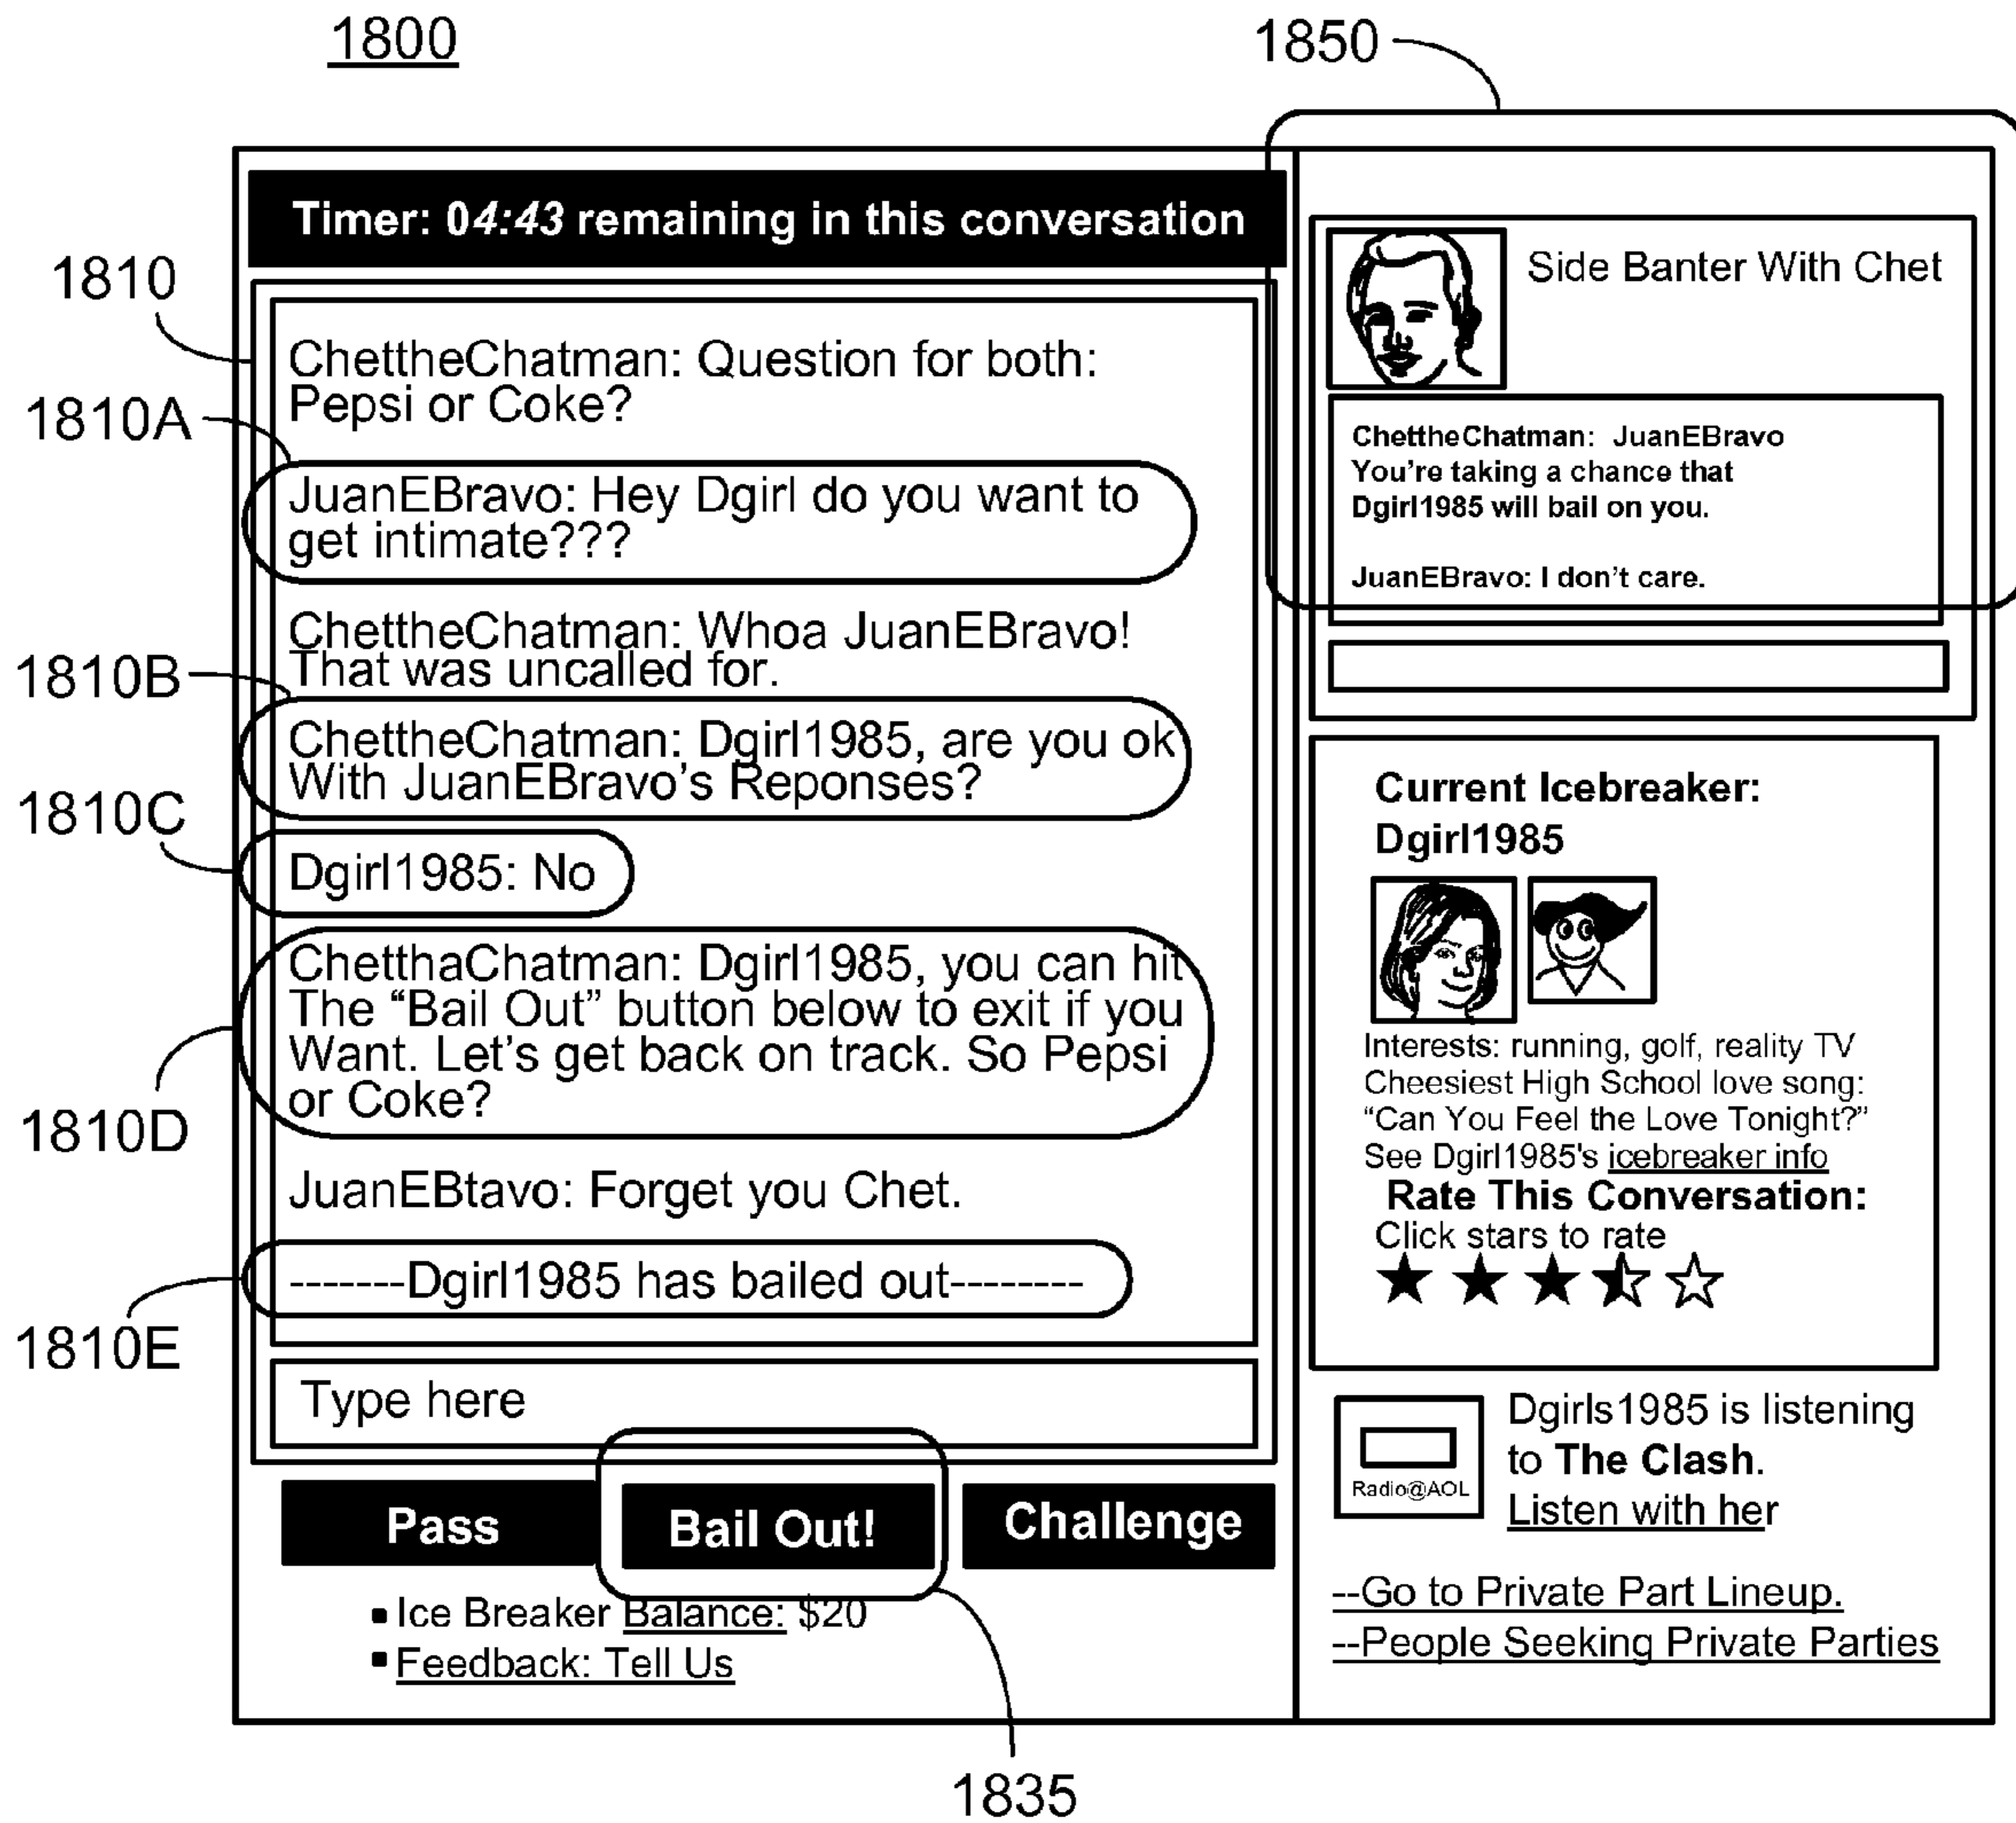 1800
1850
Timer: 04:43 remaining in this conversation
1810
ChettheChatman: Question for both:
Pepsi or Coke?
1810A
JuanEBravo: Hey Dgirl do you want to
get intimate???
ChettheChatman: Whoa JuanEBravo!
That was uncalled for.
1810B
ChettheChatman: Dgirl1985, are you ok
With JuanEBravo's Reponses?
1810C
Dgirl1985: No
ChetthaChatman: Dgirl1985, you can hit
The “Bail Out” button below to exit if you
Want. Let's get back on track. So Pepsi
or Coke?
1810D
JuanEBtavo: Forget you Chet.
-------Dgirl1985 has bailed out--------
1810E
Type here
Pass
Bail Out!
Challenge
▪ Ice Breaker Balance: $20
▪ Feedback: Tell Us
1835
Side Banter With Chet
ChettheChatman: JuanEBravo
You're taking a chance that
Dgirl1985 will bail on you.
JuanEBravo: I don't care.
Current Icebreaker:
Dgirl1985
Interests: running, golf, reality TV
Cheesiest High School love song:
“Can You Feel the Love Tonight?”
See Dgirl1985's icebreaker info
Rate This Conversation:
Click stars to rate
Radio@AOL
Dgirls1985 is listening
to The Clash.
Listen with her
--Go to Private Part Lineup.
--People Seeking Private Parties